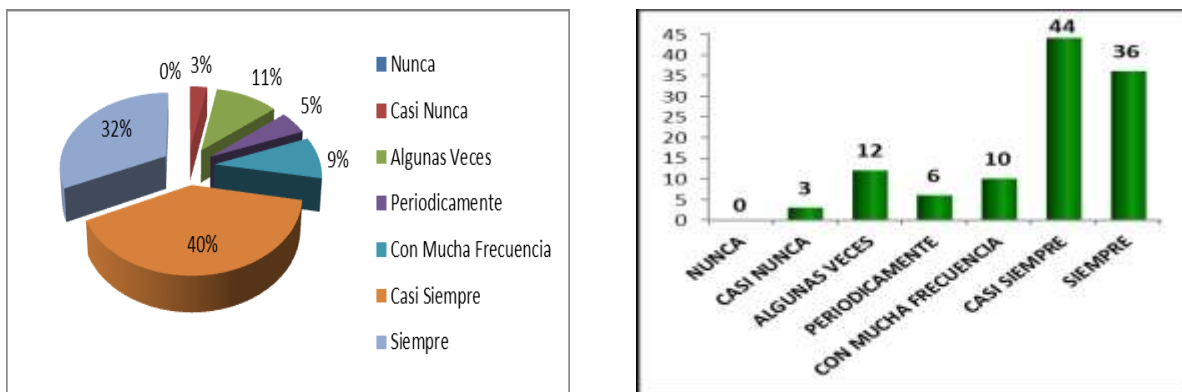 0%
3%
11%
5%
9%
40%
32%
Nunca
Casi Nunca
Algunas Veces
Periodicamente
Con Mucha Frecuencia
Casi Siempre
Siempre
45
40
35
30
25
20
15
10
5
0
0
3
12
6
10
44
36
NUNCA
CASI NUNCA
ALGUNAS VECES
PERIODICAMENTE
CON MUCHA FRECUENCIA
CASI SIEMPRE
SIEMPRE